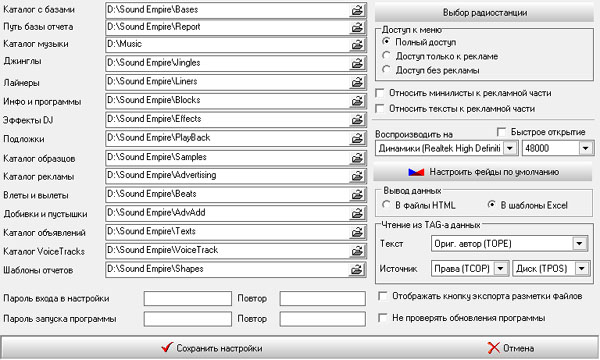 Каталог с базами D:\Sound Empire\Bases
Путь базы отчета D:\Sound Empire\Report
Каталог музыки D:\Music
Джинглы D:\Sound Empire\Jingles
Лайнеры D:\Sound Empire\Liners
Инфо и программы D:\Sound Empire\Blocks
Эффекты DJ D:\Sound Empire\Effects
Подложки D:\Sound Empire\PlayBack
Каталог образцов D:\Sound Empire\Samples
Каталог рекламы D:\Sound Empire\Advertising
Влеты и вылеты D:\Sound Empire\Beats
Добивки и пустышки D:\Sound Empire\AdvAdd
Каталог объявлений D:\Sound Empire\Texts
Каталог VoiceTracks D:\Sound Empire\VoiceTrack
Шаблоны отчетов D:\Sound Empire\Shapes
Пароль входа в настройки Повтор
Пароль запуска программы Повтор
Выбор радиостанции
Доступ к меню
Полный доступ
Доступ только к рекламе
Доступ без рекламы
Относить минилисты к рекламной части
Относить тексты к рекламной части
Воспроизводить на Быстрое открытие
Динамики (Realtek High Definiti 48000
Настроить фейды по умолчанию
Вывод данных
В файлы HTML В шаблоны Excel
Чтение из TAG-а данных
Текст Ориг. автор (TOPE)
Источник Права (TCOP) Диск (TPOS)
Отображать кнопку экспорта разметки файлов
Не проверять обновления программы
Сохранить настройки Отмена